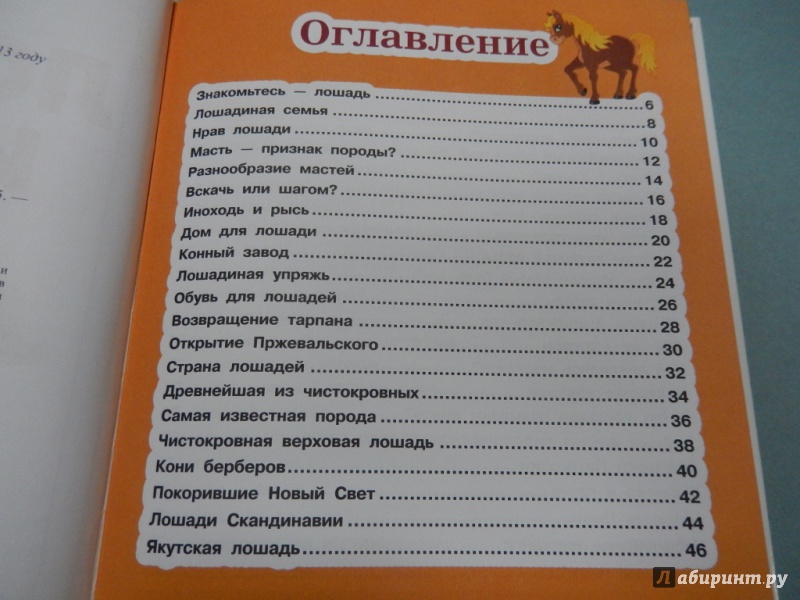 13 году
Оглавление
Знакомьтесь — лошадь 6
Лошадиная семья 8
Нрав лошади 10
Масть — признак породы? 12
Разнообразие мастей 14
Вскачь или шагом? 16
Иноходь и рысь 18
Дом для лошади 20
Конный завод 22
Лошадиная упряжь 24
Обувь для лошадей 26
Возвращение тарпана 28
Открытие Пржевальского 30
Страна лошадей 32
Древнейшая из чистокровных 34
Самая известная порода 36
Чистокровная верховая лошадь 38
Кони берберов 40
Покорившие Новый Свет 42
Лошади Скандинавии 44
Якутская лошадь 46
Лабиринт.ру